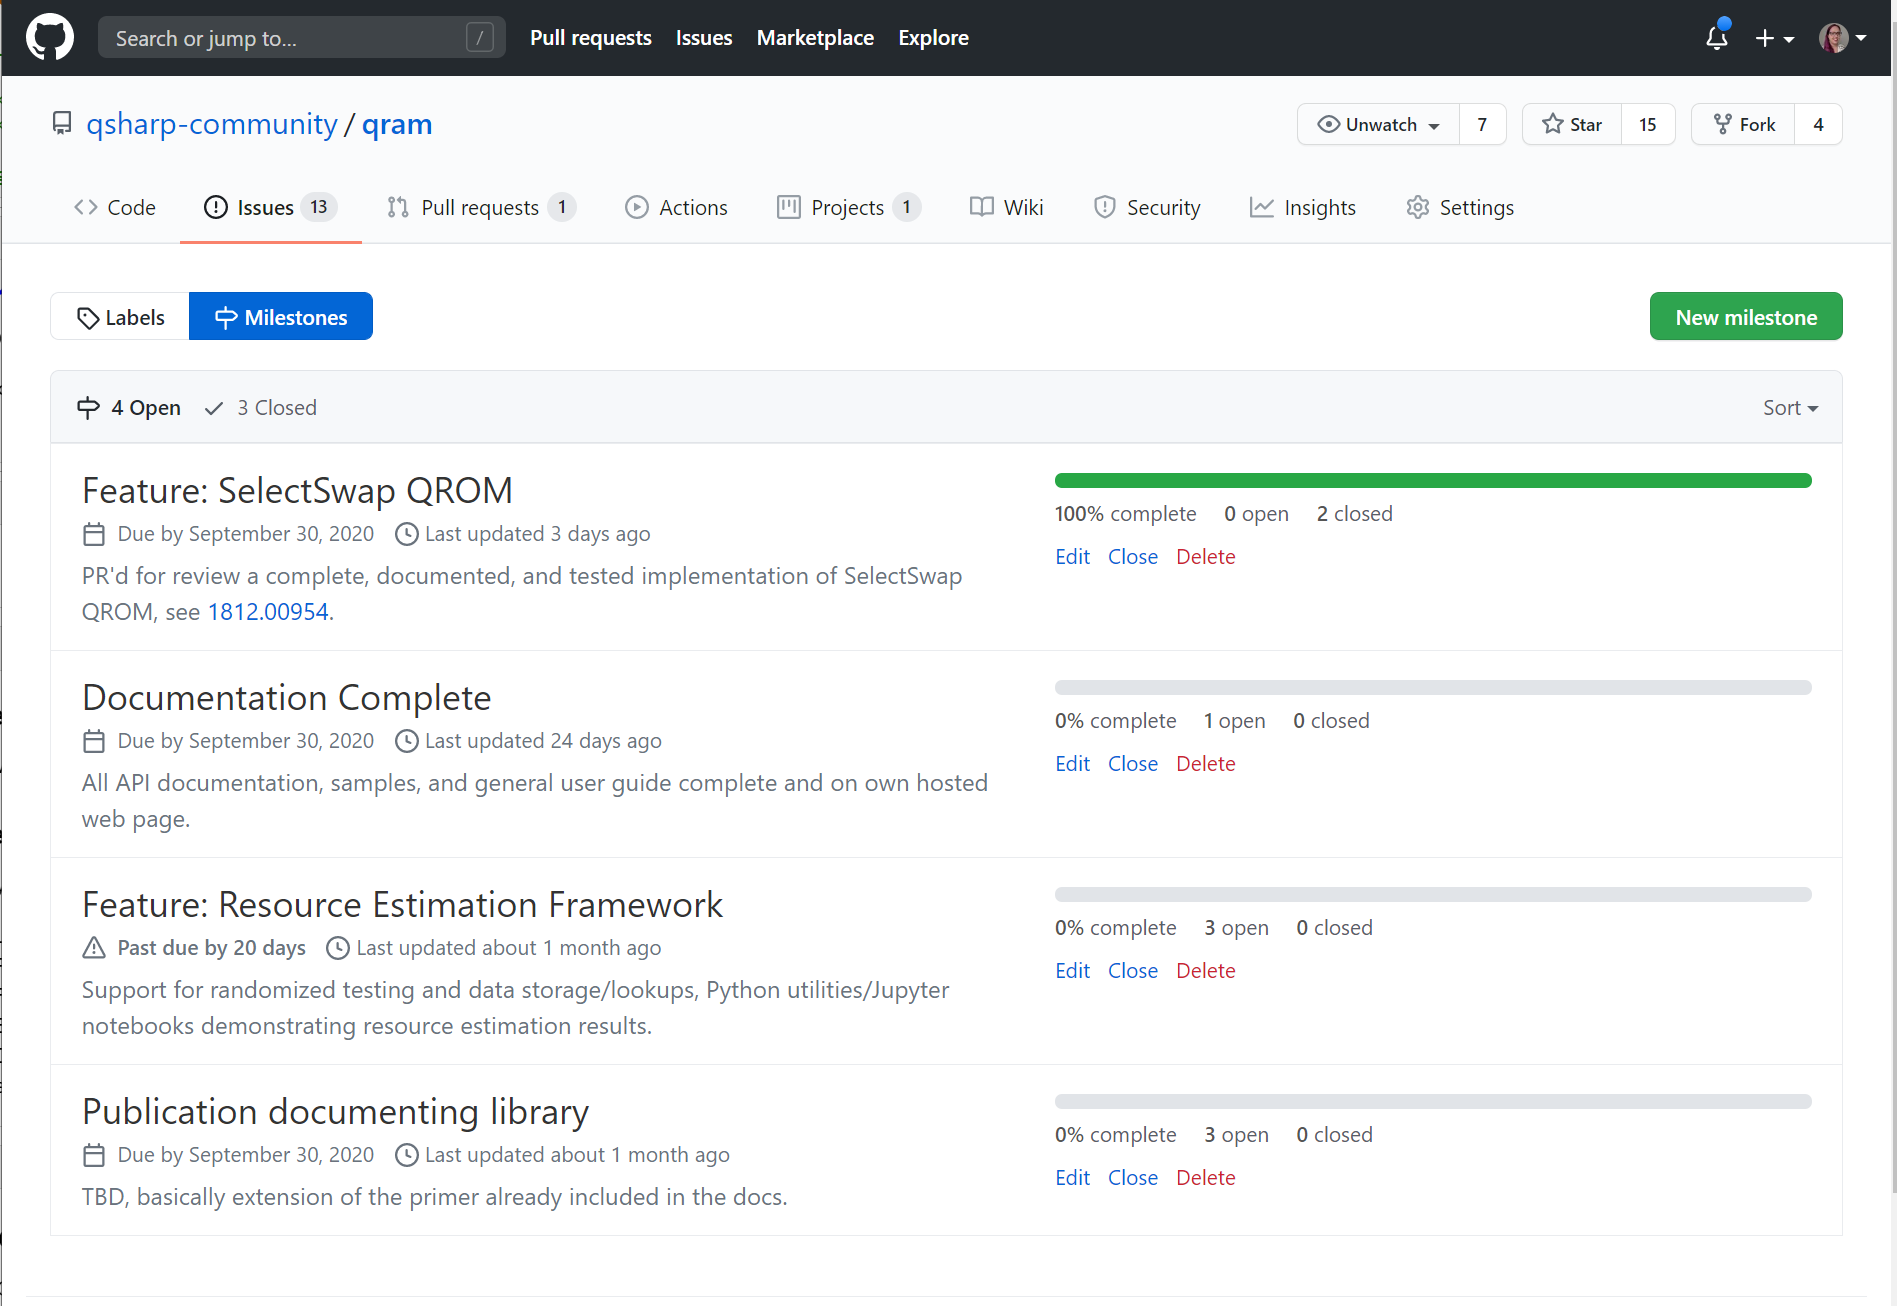 Search or jump to... /
Pull requests Issues Marketplace Explore
qsharp-community / qram
Unwatch 7 Star 15 Fork 4
Code Issues 13 Pull requests 1 Actions Projects 1 Wiki Security Insights Settings
Labels Milestones New milestone
4 Open 3 Closed Sort
Feature: SelectSwap QROM
Due by September 30, 2020 Last updated 3 days ago
PR'd for review a complete, documented, and tested implementation of SelectSwap
QROM, see 1812.00954.
100% complete 0 open 2 closed
Edit Close Delete
Documentation Complete
Due by September 30, 2020 Last updated 24 days ago
All API documentation, samples, and general user guide complete and on own hosted
web page.
0% complete 1 open 0 closed
Edit Close Delete
Feature: Resource Estimation Framework
Past due by 20 days Last updated about 1 month ago
Support for randomized testing and data storage/lookups, Python utilities/Jupyter
notebooks demonstrating resource estimation results.
0% complete 3 open 0 closed
Edit Close Delete
Publication documenting library
Due by September 30, 2020 Last updated about 1 month ago
TBD, basically extension of the primer already included in the docs.
0% complete 3 open 0 closed
Edit Close Delete